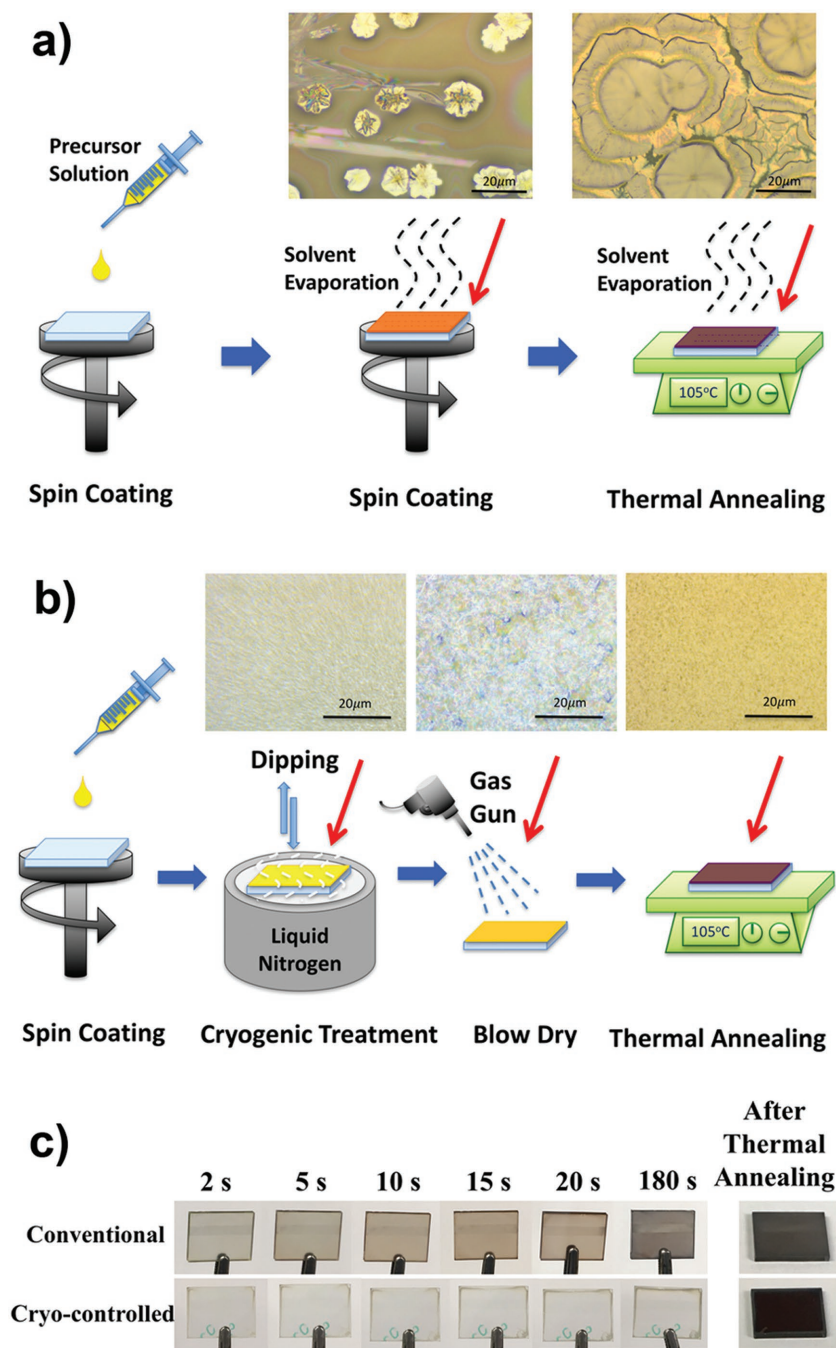 a)
Precursor
Solution
20μm
20μm
Solvent
Evaporation
Solvent
Evaporation
105°C
Spin Coating
Spin Coating
Thermal Annealing
b)
20μm
20μm
20μm
Dipping
Gas
Gun
Liquid
Nitrogen
105°C
Spin Coating
Cryogenic Treatment
Blow Dry
Thermal Annealing
c)
After
Thermal
Annealing
2 s
5 s
10 s
15 s
20 s
180 s
Conventional
Cryo-controlled